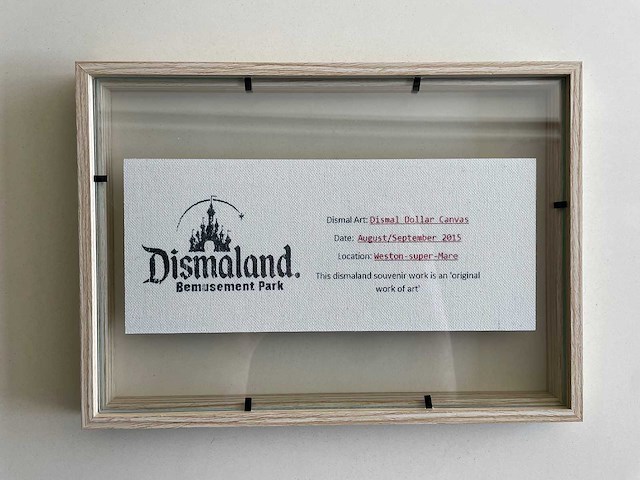 Dismaland.
Bemusement Park
Dismal Art: Dismal Dollar Canvas
Date: August/September 2015
Location: Weston-super-Mare
This dismaland souvenir work is an 'original
work of art'